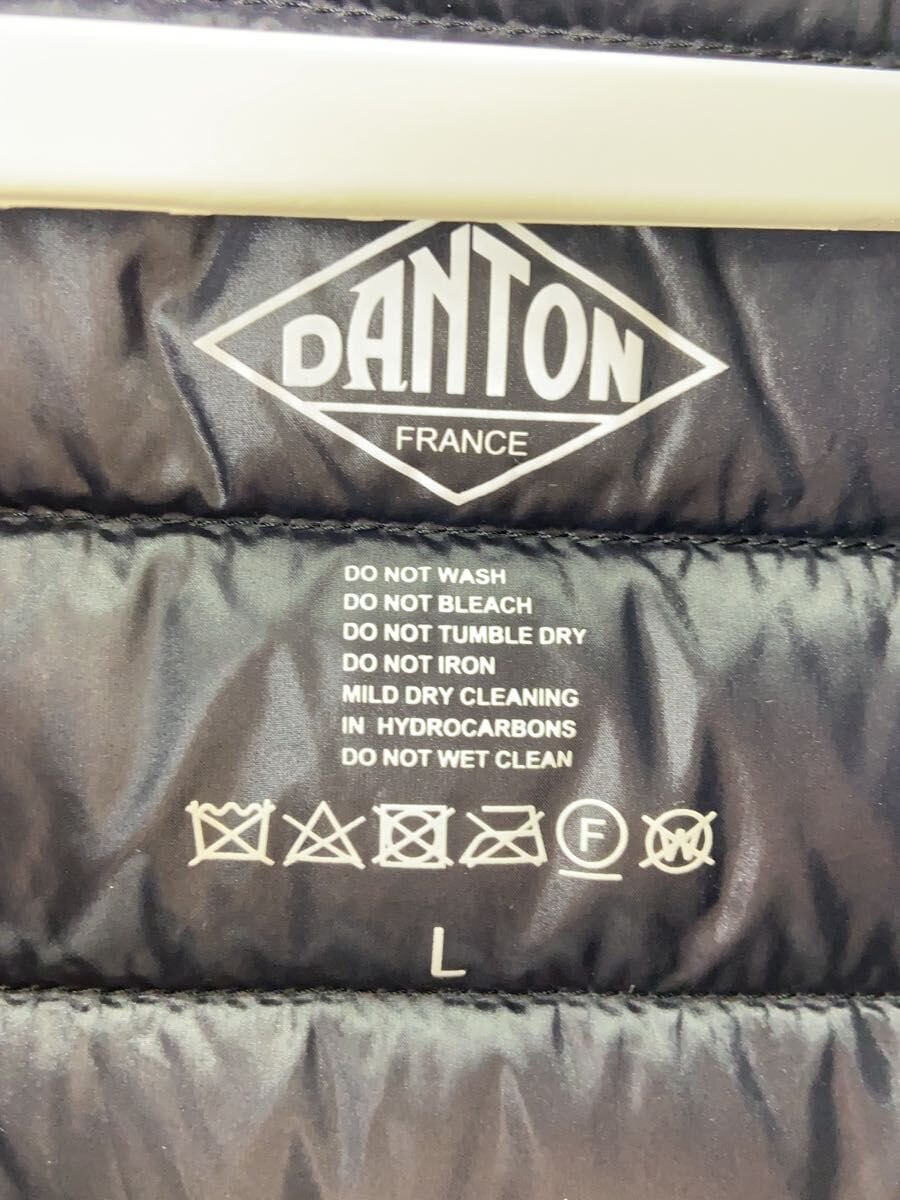 DANTON
FRANCE
DO NOT WASH
DO NOT BLEACH
DO NOT TUMBLE DRY
DO NOT IRON
MILD DRY CLEANING
IN HYDROCARBONS
DO NOT WET CLEAN
F W
L